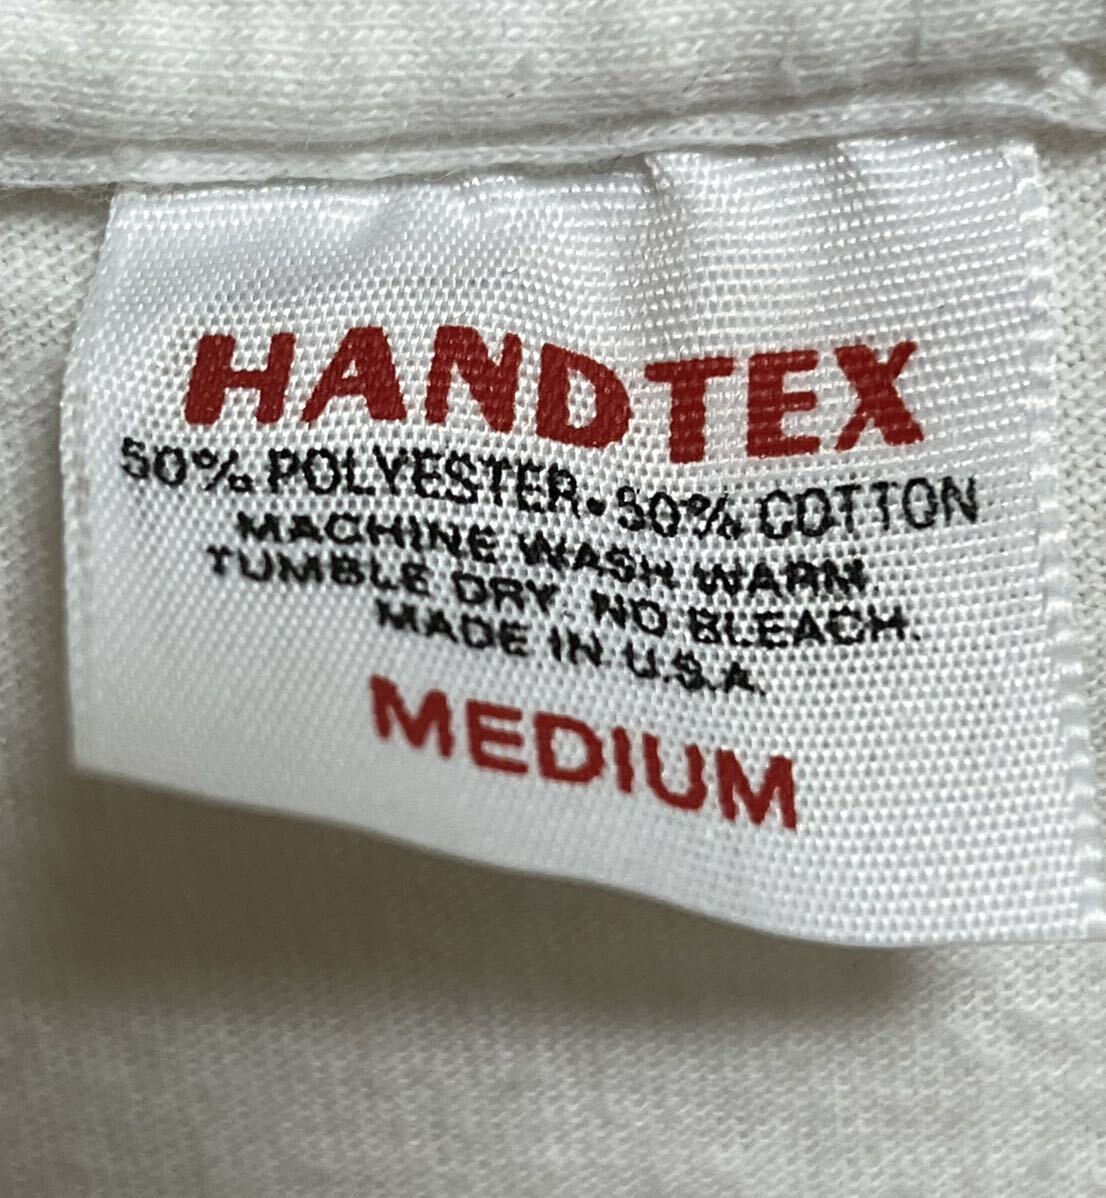 HANDTEX
50% POLYESTER • 50% COTTON
MACHINE WASH WARM.
TUMBLE DRY. NO BLEACH.
MADE IN U.S.A.
MEDIUM